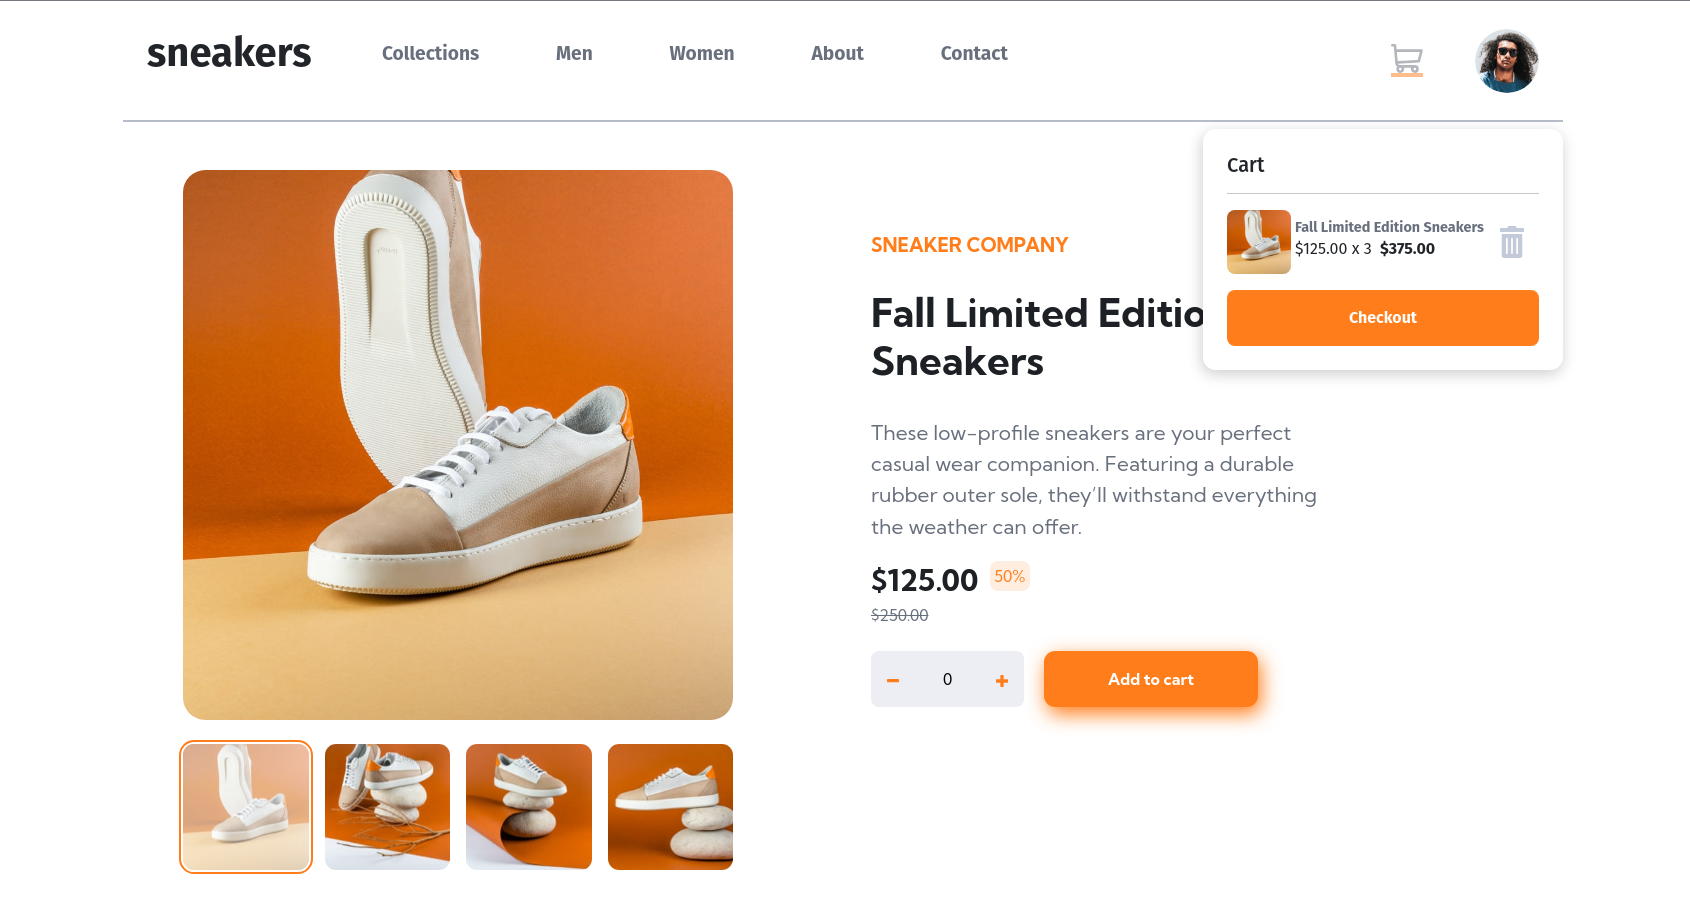 sneakers
Collections
Men
Women
About
Contact
Cart
Fall Limited Edition Sneakers
$125.00 x 3 $375.00
Checkout
SNEAKER COMPANY
Fall Limited Editio
Sneakers
These low-profile sneakers are your perfect
casual wear companion. Featuring a durable
rubber outer sole, they’ll withstand everything
the weather can offer.
$125.00 50%
$250.00
0
Add to cart